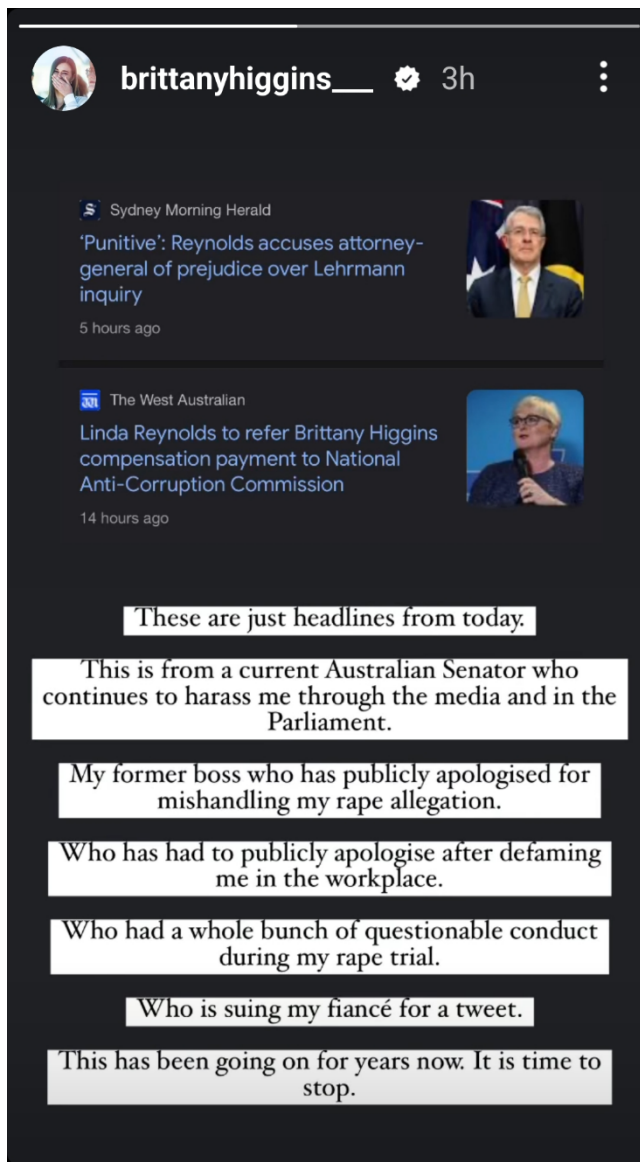 brittanyhiggins___ 3h
Sydney Morning Herald
'Punitive': Reynolds accuses attorney-
general of prejudice over Lehrmann
inquiry
5 hours ago
The West Australian
Linda Reynolds to refer Brittany Higgins
compensation payment to National
Anti-Corruption Commission
14 hours ago
These are just headlines from today.
This is from a current Australian Senator who
continues to harass me through the media and in the
Parliament.
My former boss who has publicly apologised for
mishandling my rape allegation.
Who has had to publicly apologise after defaming
me in the workplace.
Who had a whole bunch of questionable conduct
during my rape trial.
Who is suing my fiancé for a tweet.
This has been going on for years now. It is time to
stop.